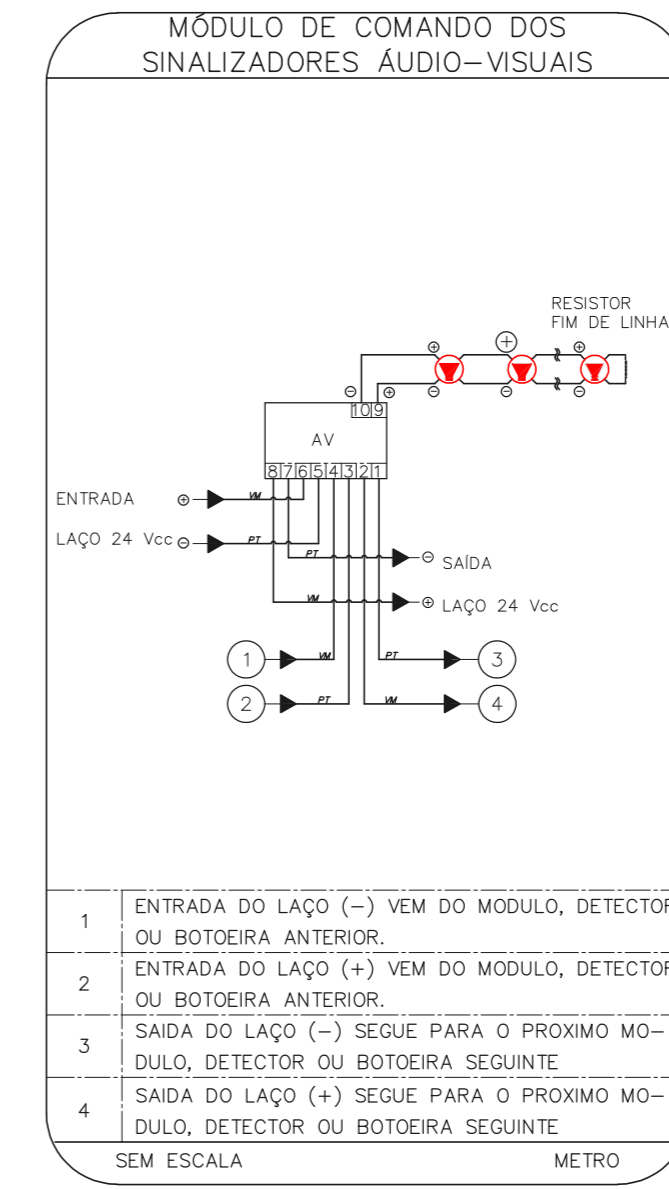 MÓDULO DE COMANDO DOS
SINALIZADORES ÁUDIO-VISUAIS
RESISTOR
FIM DE LINHA
10 9
AV
8 7 6 5 4 3 2 1
ENTRADA ⊕ VM
LAÇO 24 Vcc ⊖ PT
PT ⊖ SAÍDA
VM ⊕ LAÇO 24 Vcc
1 VM PT 3
2 PT VM 4
1 ENTRADA DO LAÇO (-) VEM DO MODULO, DETECTOR
OU BOTOEIRA ANTERIOR.
2 ENTRADA DO LAÇO (+) VEM DO MODULO, DETECTOR
OU BOTOEIRA ANTERIOR.
3 SAIDA DO LAÇO (-) SEGUE PARA O PROXIMO MO-
DULO, DETECTOR OU BOTOEIRA SEGUINTE
4 SAIDA DO LAÇO (+) SEGUE PARA O PROXIMO MO-
DULO, DETECTOR OU BOTOEIRA SEGUINTE
SEM ESCALA METRO